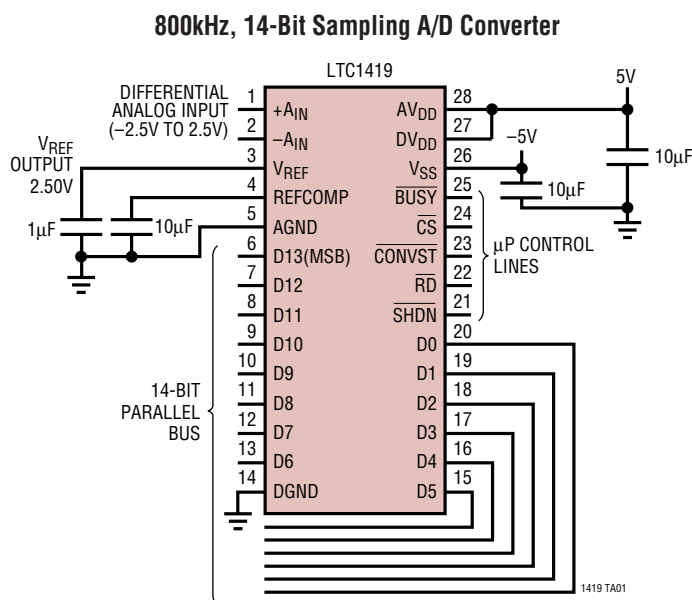 800kHz, 14-Bit Sampling A/D Converter
LTC1419
DIFFERENTIAL
ANALOG INPUT
(–2.5V TO 2.5V)
VREF
OUTPUT
2.50V
1µF
10µF
14-BIT
PARALLEL
BUS
1 +AIN
2 –AIN
3 VREF
4 REFCOMP
5 AGND
6 D13(MSB)
7 D12
8 D11
9 D10
10 D9
11 D8
12 D7
13 D6
14 DGND
AVDD 28
DVDD 27
VSS 26
BUSY 25
CS 24
CONVST 23
RD 22
SHDN 21
D0 20
D1 19
D2 18
D3 17
D4 16
D5 15
5V
–5V
10µF
10µF
µP CONTROL
LINES
1419 TA01